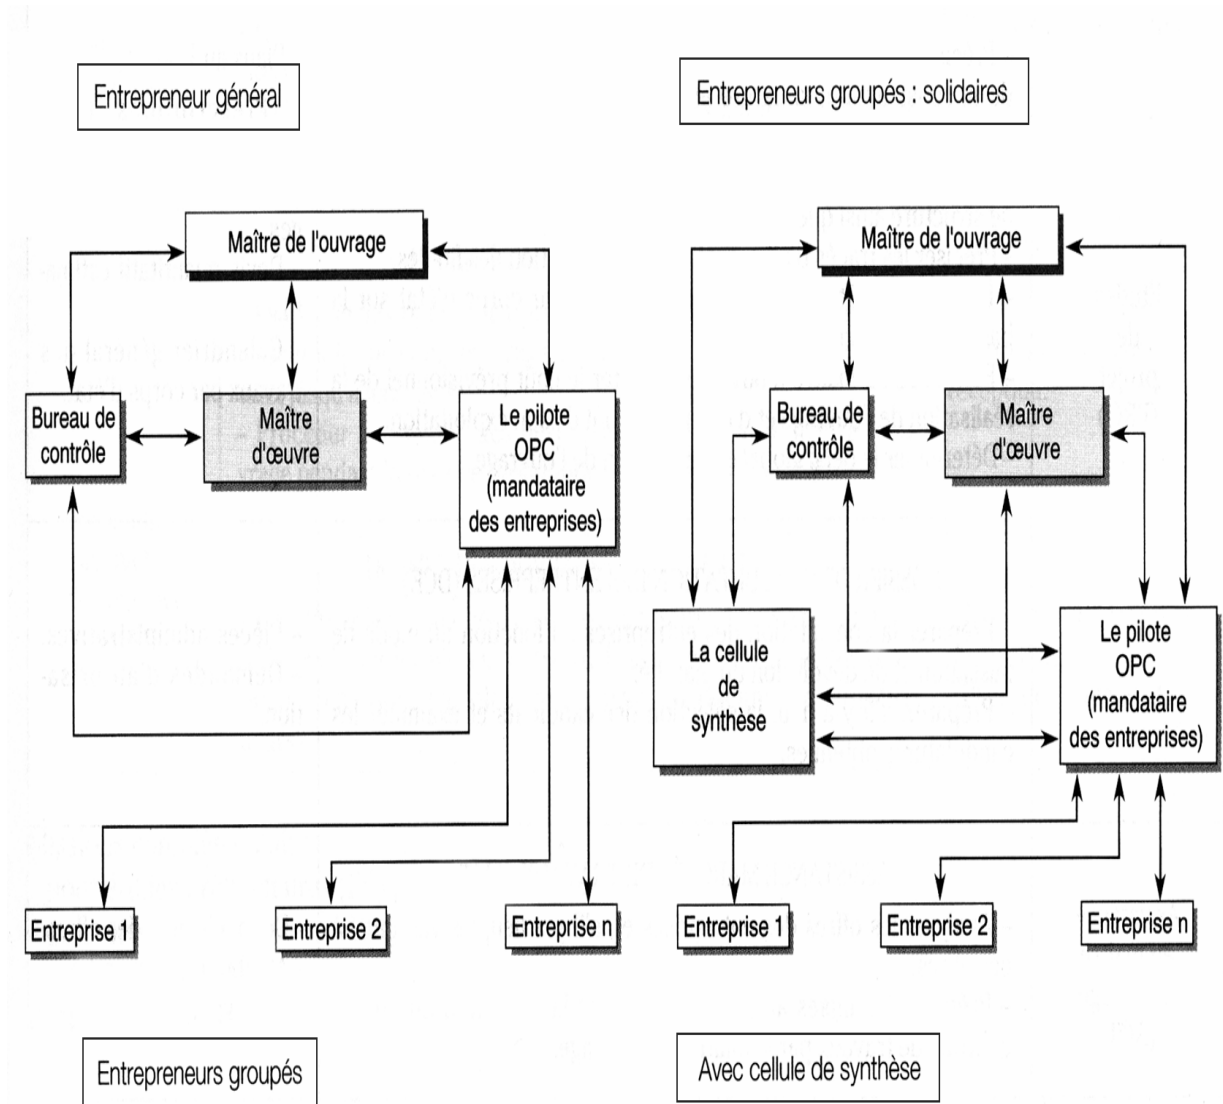 Entrepreneur général
Entrepreneurs groupés : solidaires
Maître de l'ouvrage
Bureau de
contrôle
Maître
d'œuvre
Le pilote
OPC
(mandataire
des entreprises)
Entreprise 1
Entreprise 2
Entreprise n
Entrepreneurs groupés
Maître de l'ouvrage
Bureau de
contrôle
Maître
d'œuvre
La cellule
de
synthèse
Le pilote
OPC
(mandataire
des entreprises)
Entreprise 1
Entreprise 2
Entreprise n
Avec cellule de synthèse